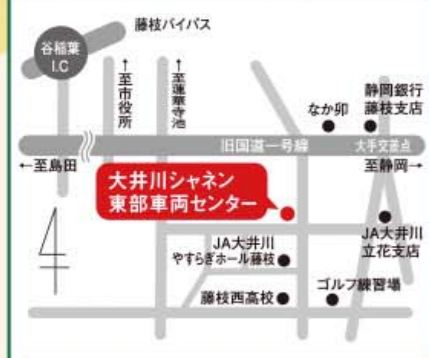 藤枝バイパス
谷稲葉
I.C
←至市役所
←至蓮華寺池
静岡銀行
藤枝支店
なか卯
旧国道一号線
大手交差点
←至島田
至静岡→
大井川シャネン
東部車両センター
JA大井川
立花支店
JA大井川
やすらぎホール藤枝
藤枝西高校
ゴルフ練習場